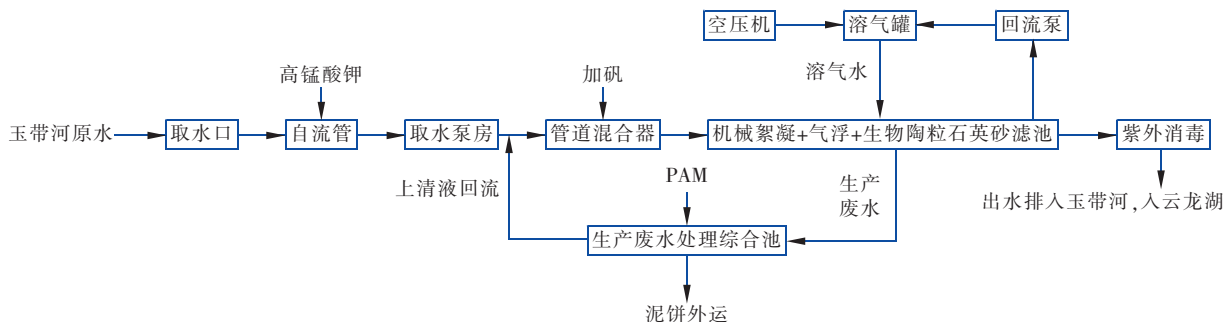 空压机
溶气罐
回流泵
高锰酸钾
加矾
溶气水
玉带河原水
取水口
自流管
取水泵房
管道混合器
机械絮凝+气浮+生物陶粒石英砂滤池
紫外消毒
上清液回流
PAM
生产
废水
出水排入玉带河,入云龙湖
生产废水处理综合池
泥饼外运